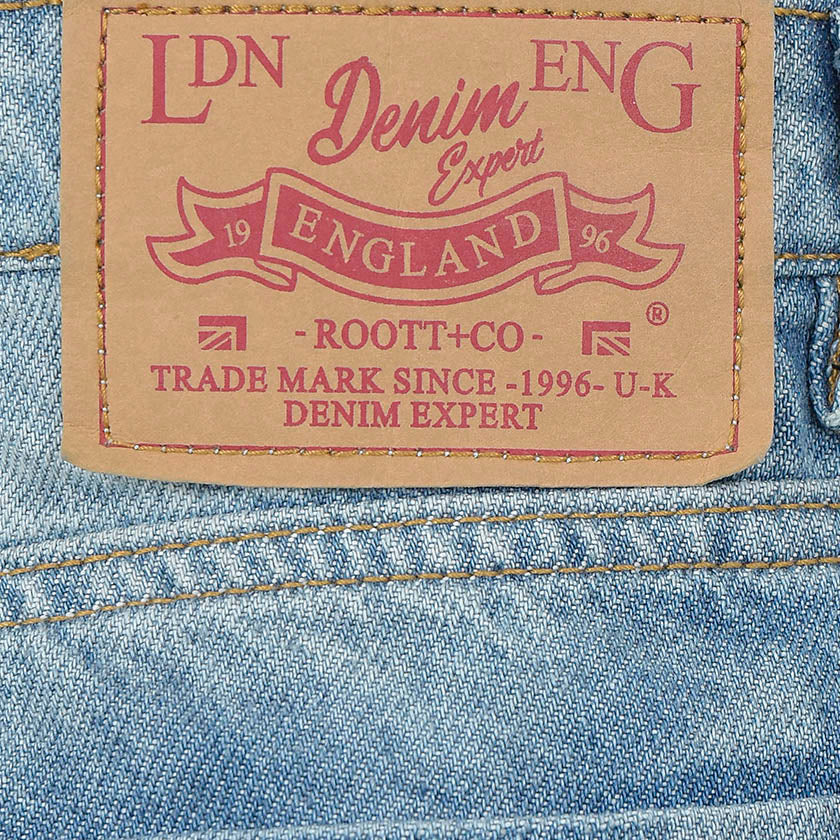 LDN ENG
Denim
Expert
19 ENGLAND 96
- ROOTT+CO - ®
TRADE MARK SINCE -1996- U-K
DENIM EXPERT